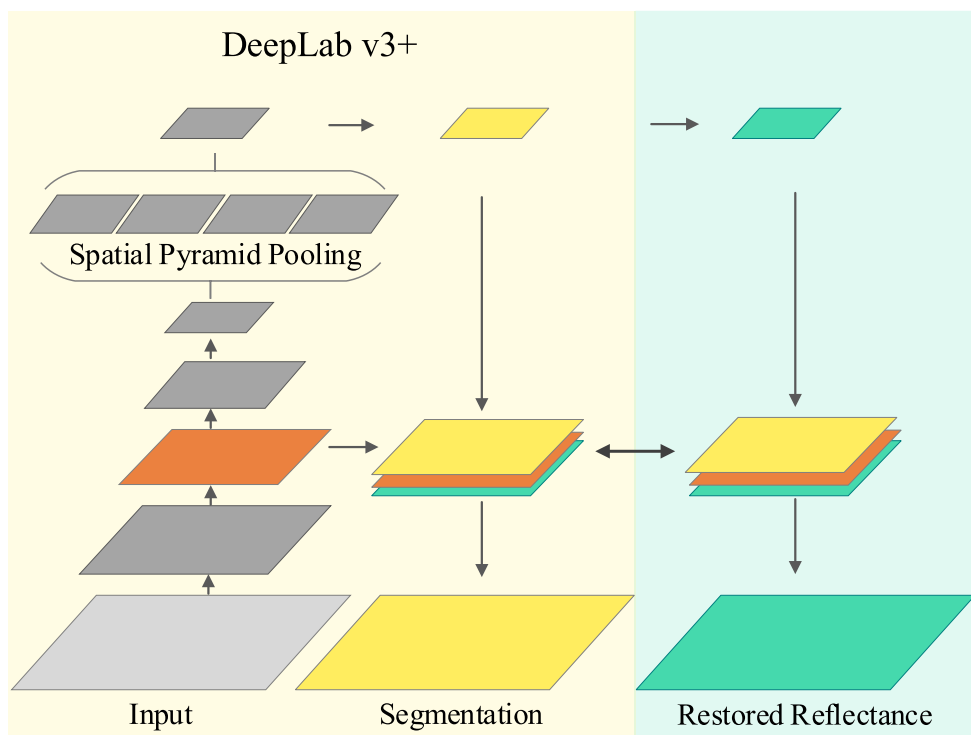 DeepLab v3+
Spatial Pyramid Pooling
Input
Segmentation
Restored Reflectance